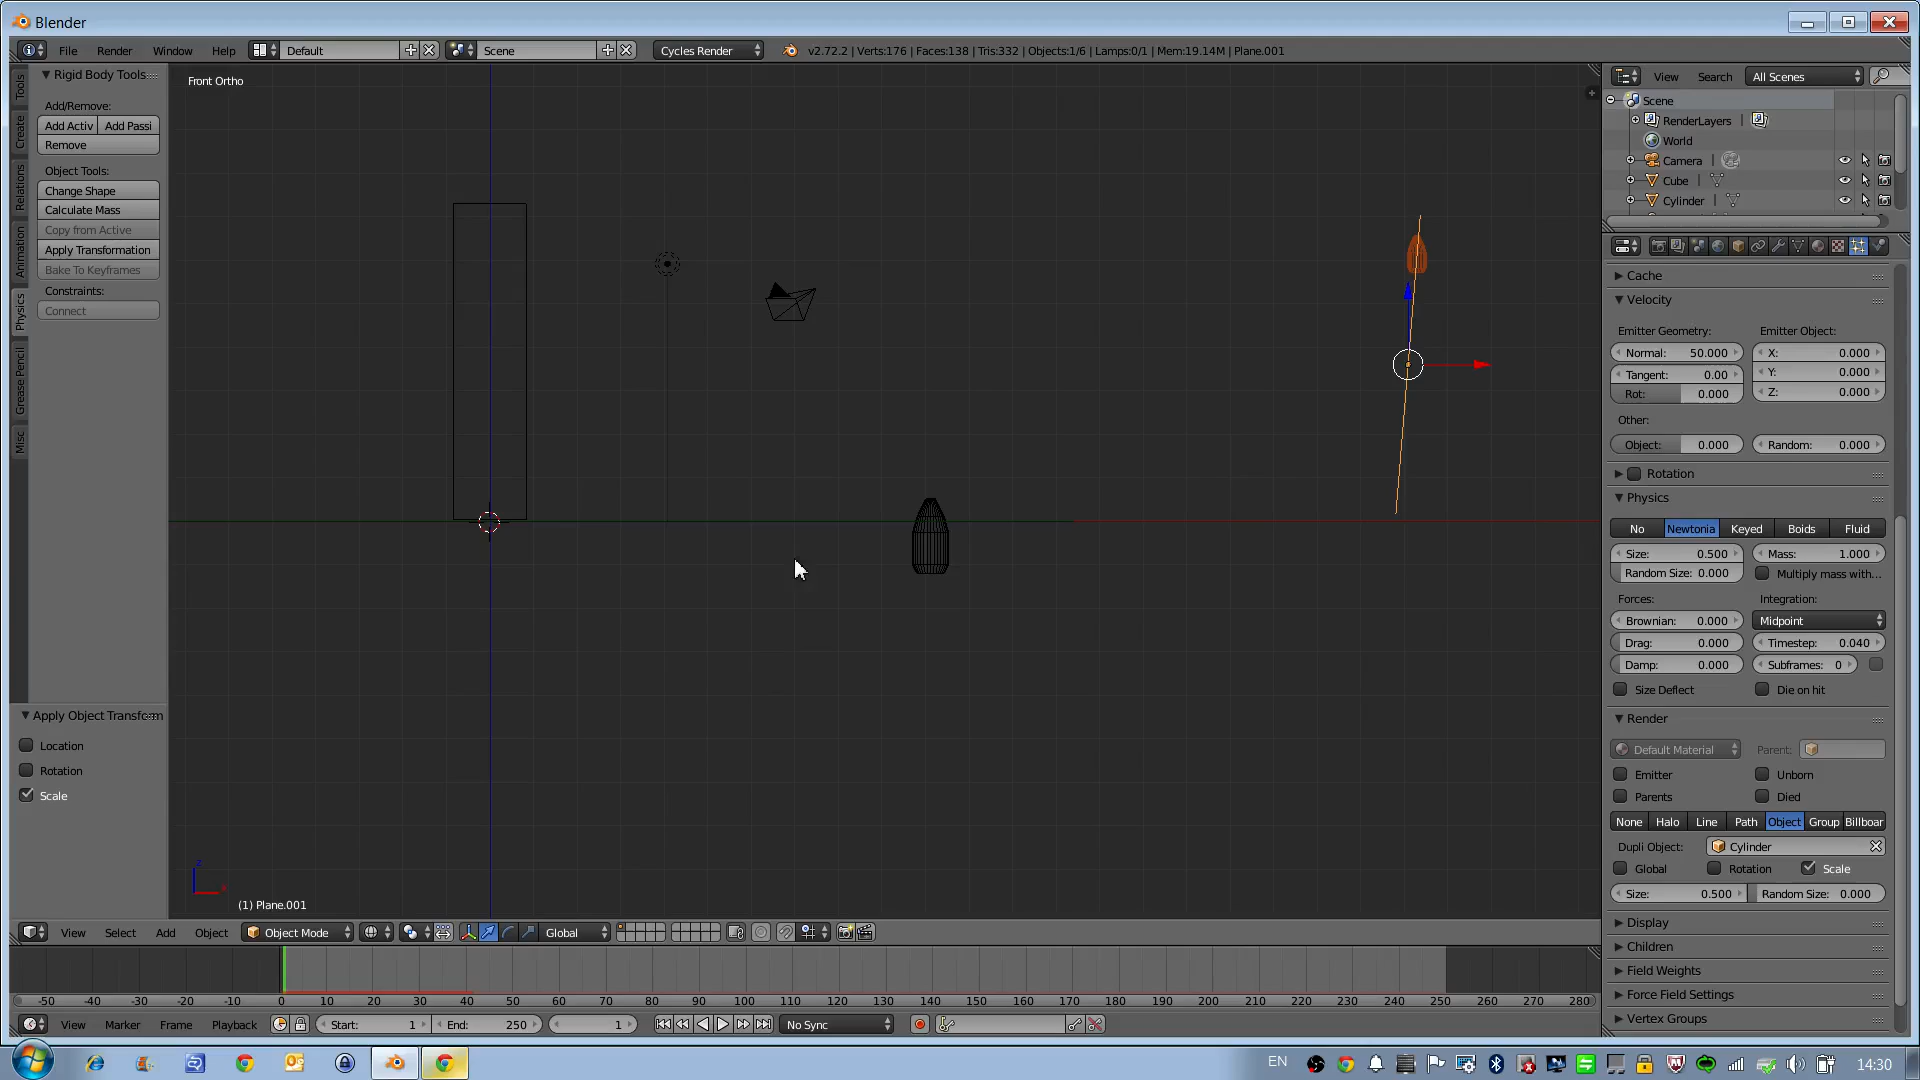 Blender
File Render Window Help Default Scene Cycles Render v2.72.2 | Verts:176 | Faces:138 | Tris:332 | Objects:1/6 | Lamps:0/1 | Mem:19.14M | Plane.001
Tools
Create
Relations
Animation
Physics
Grease Pencil
Misc
Rigid Body Tools
Add/Remove:
Add Activ Add Passi
Remove
Object Tools:
Change Shape
Calculate Mass
Copy from Active
Apply Transformation
Bake To Keyframes
Constraints:
Connect
Apply Object Transform
Location
Rotation
Scale
Front Ortho
z
x
(1) Plane.001
View Search All Scenes
Scene
RenderLayers |
World
Camera |
Cube |
Cylinder |
Cache
Velocity
Emitter Geometry: Emitter Object:
Normal: 50.000 X: 0.000
Tangent: 0.00 Y: 0.000
Rot: 0.000 Z: 0.000
Other:
Object: 0.000 Random: 0.000
Rotation
Physics
No Newtonia Keyed Boids Fluid
Size: 0.500 Mass: 1.000
Random Size: 0.000 Multiply mass with...
Forces: Integration:
Brownian: 0.000 Midpoint
Drag: 0.000 Timestep: 0.040
Damp: 0.000 Subframes: 0
Size Deflect Die on hit
Render
Default Material Parent:
Emitter Unborn
Parents Died
None Halo Line Path Object Group Billboar
Dupli Object: Cylinder
Global Rotation Scale
Size: 0.500 Random Size: 0.000
Display
Children
Field Weights
Force Field Settings
Vertex Groups
View Select Add Object Object Mode Global
-50 -40 -30 -20 -10 0 10 20 30 40 50 60 70 80 90 100 110 120 130 140 150 160 170 180 190 200 210 220 230 240 250 260 270 280
View Marker Frame Playback Start: 1 End: 250 1 No Sync
EN 14:30